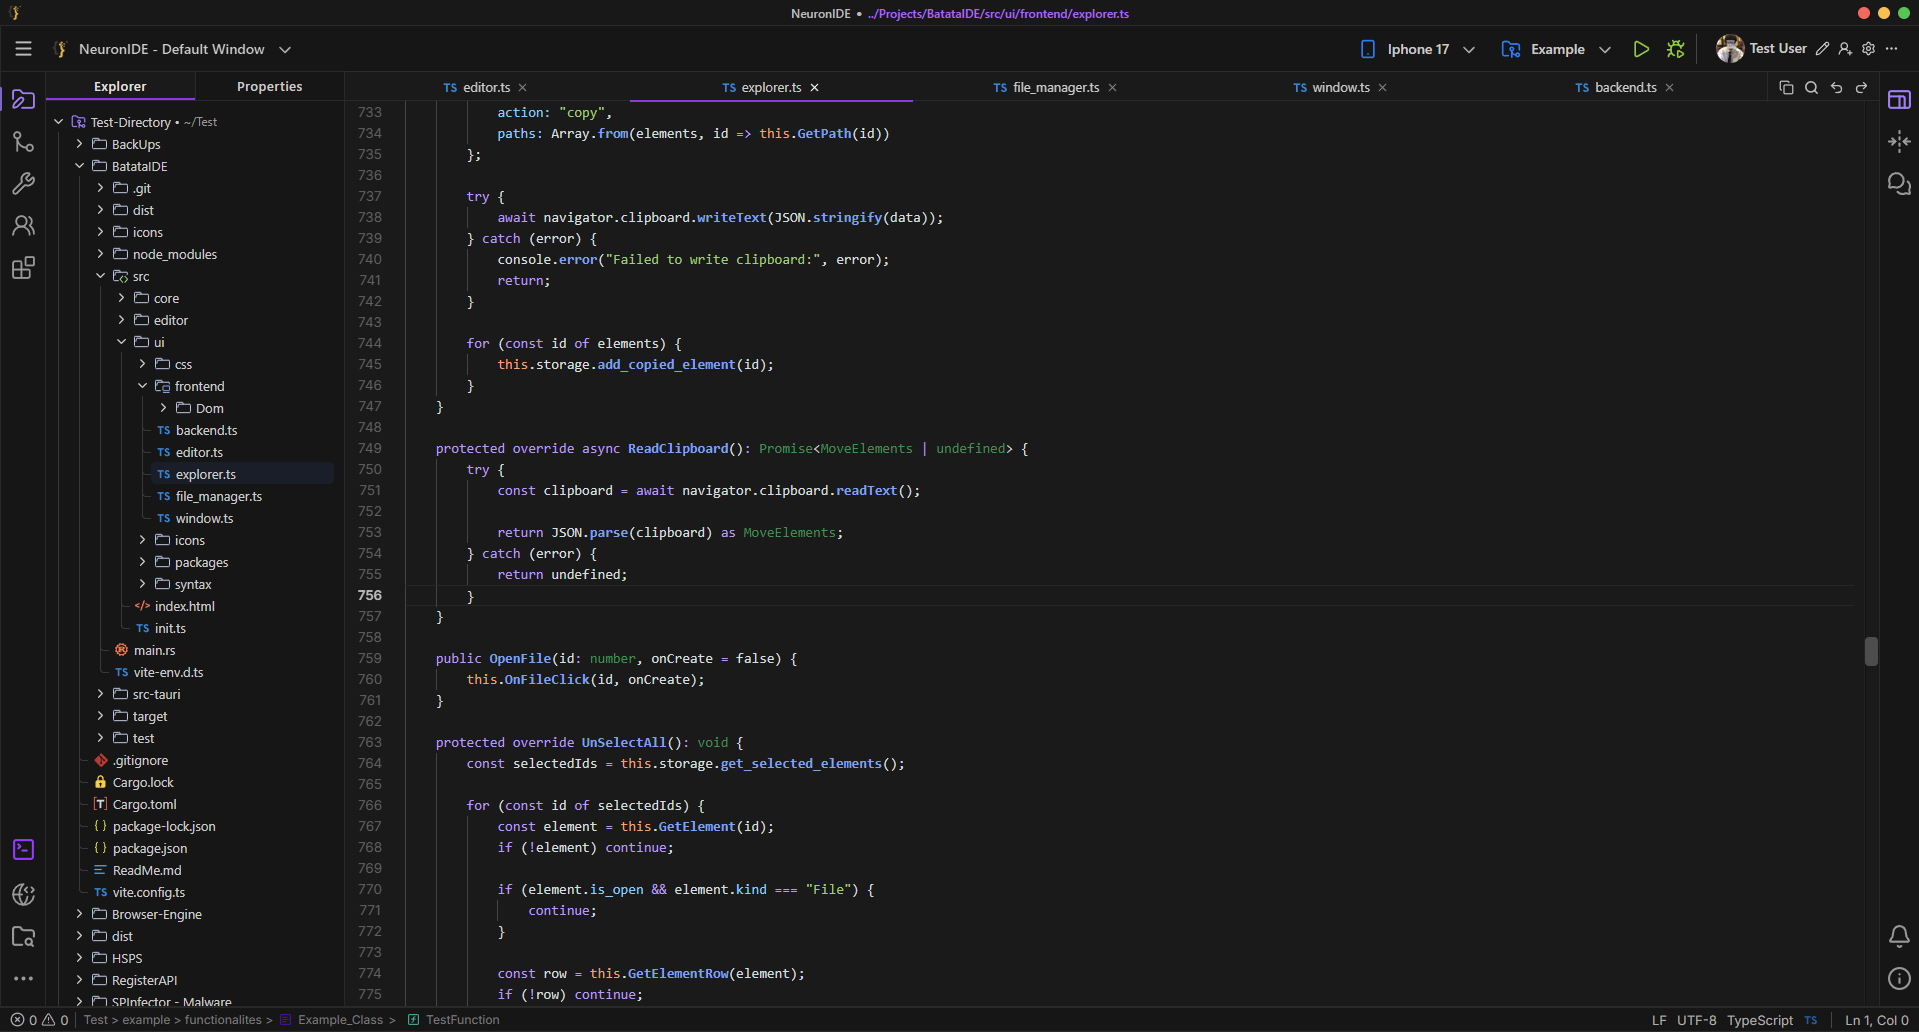 NeuronIDE • ../Projects/BatataIDE/src/ui/frontend/explorer.ts
NeuronIDE - Default Window
Iphone 17
Example
Test User
Explorer
Properties
TS editor.ts
TS explorer.ts
TS file_manager.ts
TS window.ts
TS backend.ts
Test-Directory • ~/Test
BackUps
BatataIDE
.git
dist
icons
node_modules
src
core
editor
ui
css
frontend
Dom
TS backend.ts
TS editor.ts
TS explorer.ts
TS file_manager.ts
TS window.ts
icons
packages
syntax
</> index.html
TS init.ts
main.rs
TS vite-env.d.ts
src-tauri
target
test
.gitignore
Cargo.lock
[T] Cargo.toml
{ } package-lock.json
{ } package.json
ReadMe.md
TS vite.config.ts
Browser-Engine
dist
HSPS
RegisterAPI
SPInfector - Malware
733 action: "copy",
734 paths: Array.from(elements, id => this.GetPath(id))
735 };
736
737 try {
738 await navigator.clipboard.writeText(JSON.stringify(data));
739 } catch (error) {
740 console.error("Failed to write clipboard:", error);
741 return;
742 }
743
744 for (const id of elements) {
745 this.storage.add_copied_element(id);
746 }
747 }
748
749 protected override async ReadClipboard(): Promise<MoveElements | undefined> {
750 try {
751 const clipboard = await navigator.clipboard.readText();
752
753 return JSON.parse(clipboard) as MoveElements;
754 } catch (error) {
755 return undefined;
756 }
757 }
758
759 public OpenFile(id: number, onCreate = false) {
760 this.OnFileClick(id, onCreate);
761 }
762
763 protected override UnSelectAll(): void {
764 const selectedIds = this.storage.get_selected_elements();
765
766 for (const id of selectedIds) {
767 const element = this.GetElement(id);
768 if (!element) continue;
769
770 if (element.is_open && element.kind === "File") {
771 continue;
772 }
773
774 const row = this.GetElementRow(element);
775 if (!row) continue;
0 0 Test > example > functionalites > Example_Class > TestFunction
LF UTF-8 TypeScript TS Ln 1, Col 0